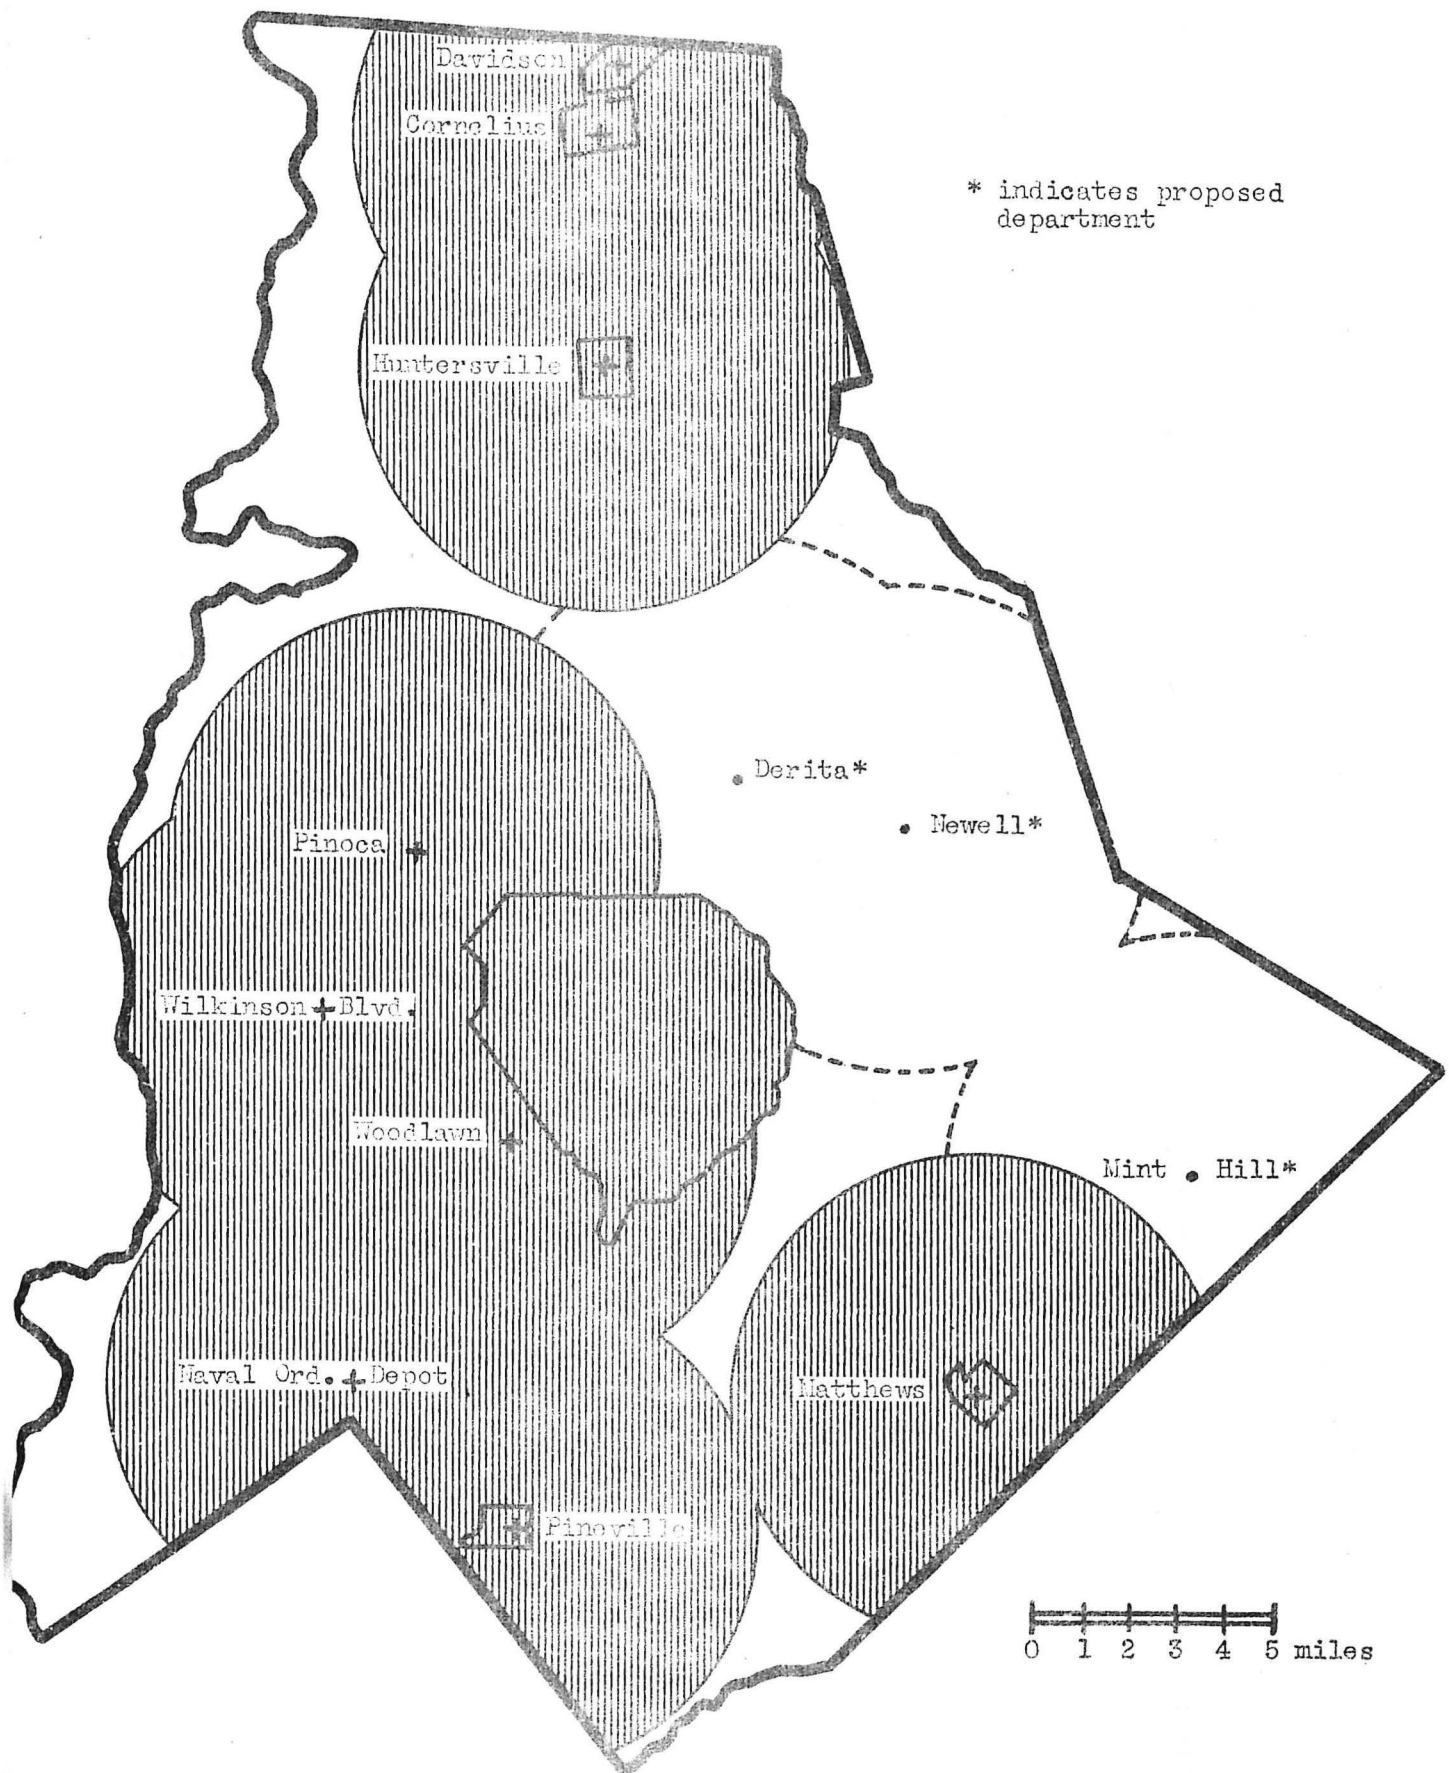 Davidson
Cornelius
* indicates proposed
department
Huntersville
Derita*
Newell*
Pinoca
Wilkinson Blvd.
Woodlawn
Mint Hill*
Naval Ord. Depot
Matthews
Pineville
0 1 2 3 4 5 miles